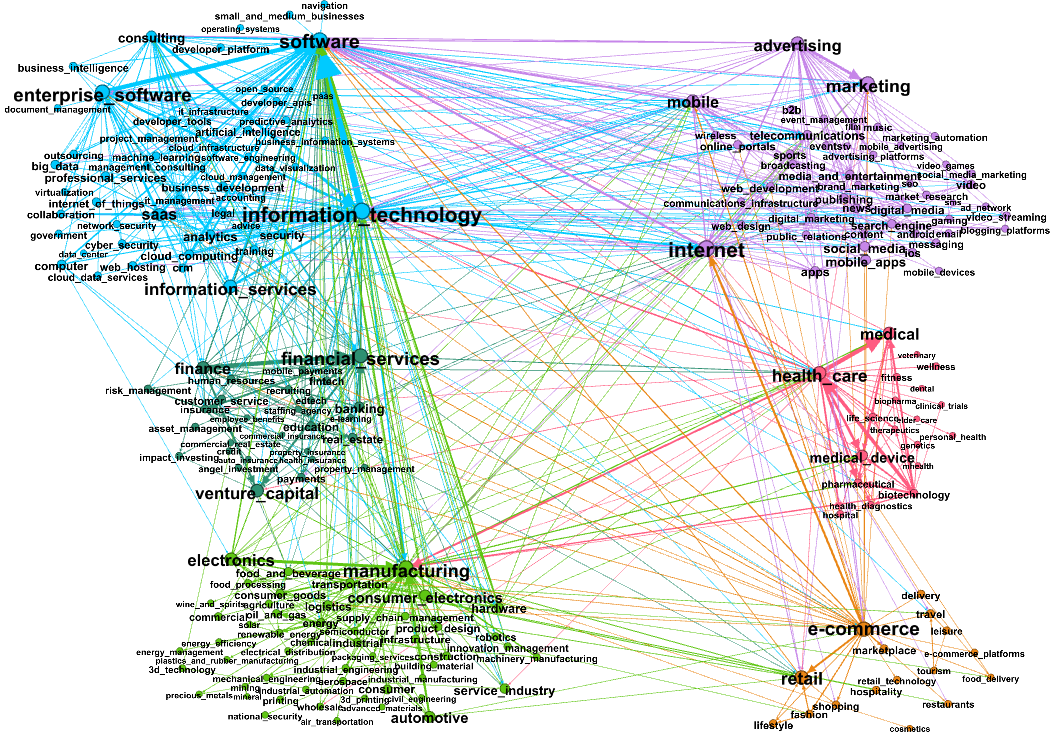 navigation
small_and_medium_businesses
operating_systems
consulting
software
developer_platform
business_intelligence
enterprise_software
document_management
open_source
developer_apis
paas
it_infrastructure
developer_tools
predictive_analytics
artificial_intelligence
project_management
business_information_systems
cloud_infrastructure
outsourcing
machine_learning
software_engineering
big_data
management_consulting
data_visualization
professional_services
cloud_management
business_development
virtualization
accounting
internet_of_things
it_management
collaboration
saas
legal
information_technology
network_security
advice
government
analytics
security
cyber_security
data_center
cloud_computing
training
computer
web_hosting
crm
cloud_data_services
information_services
advertising
marketing
mobile
b2b
event_management
film
music
wireless
telecommunications
marketing_automation
online_portals
eventstv
mobile_advertising
sports
advertising_platforms
broadcasting
video_games
media_and_entertainment
social_media_marketing
web_development
brand_marketing
seo
video
publishing
market_research
communications_infrastructure
sms
news
digital_media
ad_network
digital_marketing
gaming
video_streaming
web_design
search_engine
blogging_platforms
public_relations
content
android
email
internet
social_media
messaging
ios
mobile_apps
apps
mobile_devices
financial_services
finance
mobile_payments
human_resources
fintech
risk_management
recruiting
customer_service
edtech
insurance
staffing_agency
banking
employee_benefits
e-learning
asset_management
education
commercial_insurance
real_estate
commercial_real_estate
credit
property_insurance
impact_investing
auto_insurance
health_insurance
angel_investment
property_management
payments
venture_capital
medical
veterinary
wellness
health_care
fitness
dental
biopharma
clinical_trials
life_science
elder_care
therapeutics
personal_health
genetics
medical_device
mhealth
pharmaceutical
biotechnology
health_diagnostics
hospital
electronics
manufacturing
food_and_beverage
food_processing
transportation
consumer_goods
consumer_electronics
wine_and_spirits
agriculture
logistics
hardware
commercial
oil_and_gas
supply_chain_management
solar
energy
product_design
renewable_energy
semiconductor
robotics
energy_efficiency
chemical
industrial
infrastructure
innovation_management
energy_management
electrical_distribution
packaging_services
construction
machinery_manufacturing
plastics_and_rubber_manufacturing
building_material
3d_technology
industrial_engineering
mechanical_engineering
aerospace
industrial_manufacturing
mining
industrial_automation
consumer
service_industry
precious_metals
mineral
printing
3d_printing
civil_engineering
wholesale
advanced_materials
national_security
automotive
air_transportation
delivery
travel
e-commerce
leisure
marketplace
e-commerce_platforms
tourism
retail
retail_technology
food_delivery
hospitality
shopping
restaurants
fashion
lifestyle
cosmetics